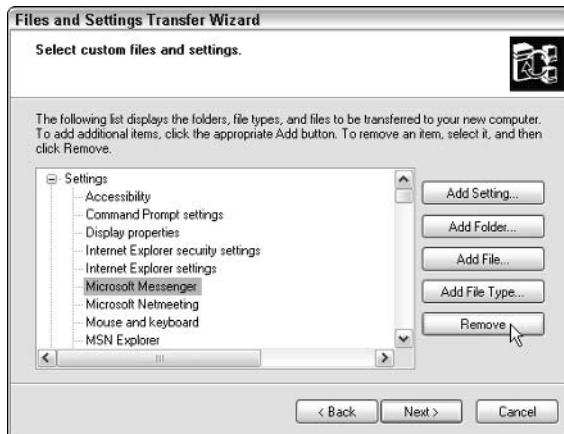 Files and Settings Transfer Wizard
Select custom files and settings.
The following list displays the folders, file types, and files to be transferred to your new computer.
To add additional items, click the appropriate Add button. To remove an item, select it, and then
click Remove.
Settings
Accessibility
Command Prompt settings
Display properties
Internet Explorer security settings
Internet Explorer settings
Microsoft Messenger
Microsoft Netmeeting
Mouse and keyboard
MSN Explorer
Add Setting...
Add Folder...
Add File...
Add File Type...
Remove
< Back
Next >
Cancel